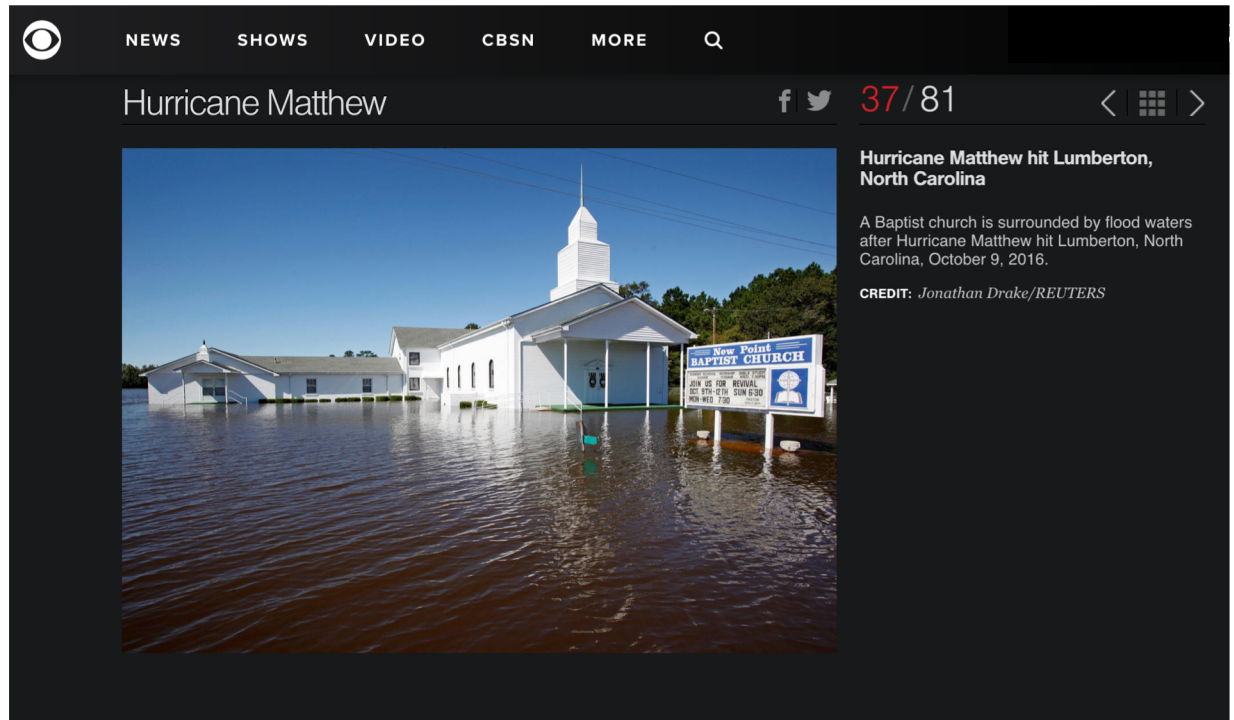 NEWS SHOWS VIDEO CBSN MORE
Hurricane Matthew
37/81
Hurricane Matthew hit Lumberton,
North Carolina
A Baptist church is surrounded by flood waters
after Hurricane Matthew hit Lumberton, North
Carolina, October 9, 2016.
CREDIT: Jonathan Drake/REUTERS
New Point
BAPTIST CHURCH
JOIN US FOR REVIVAL
OCT 9TH-12TH SUN 6:30
MON-WED 7:00